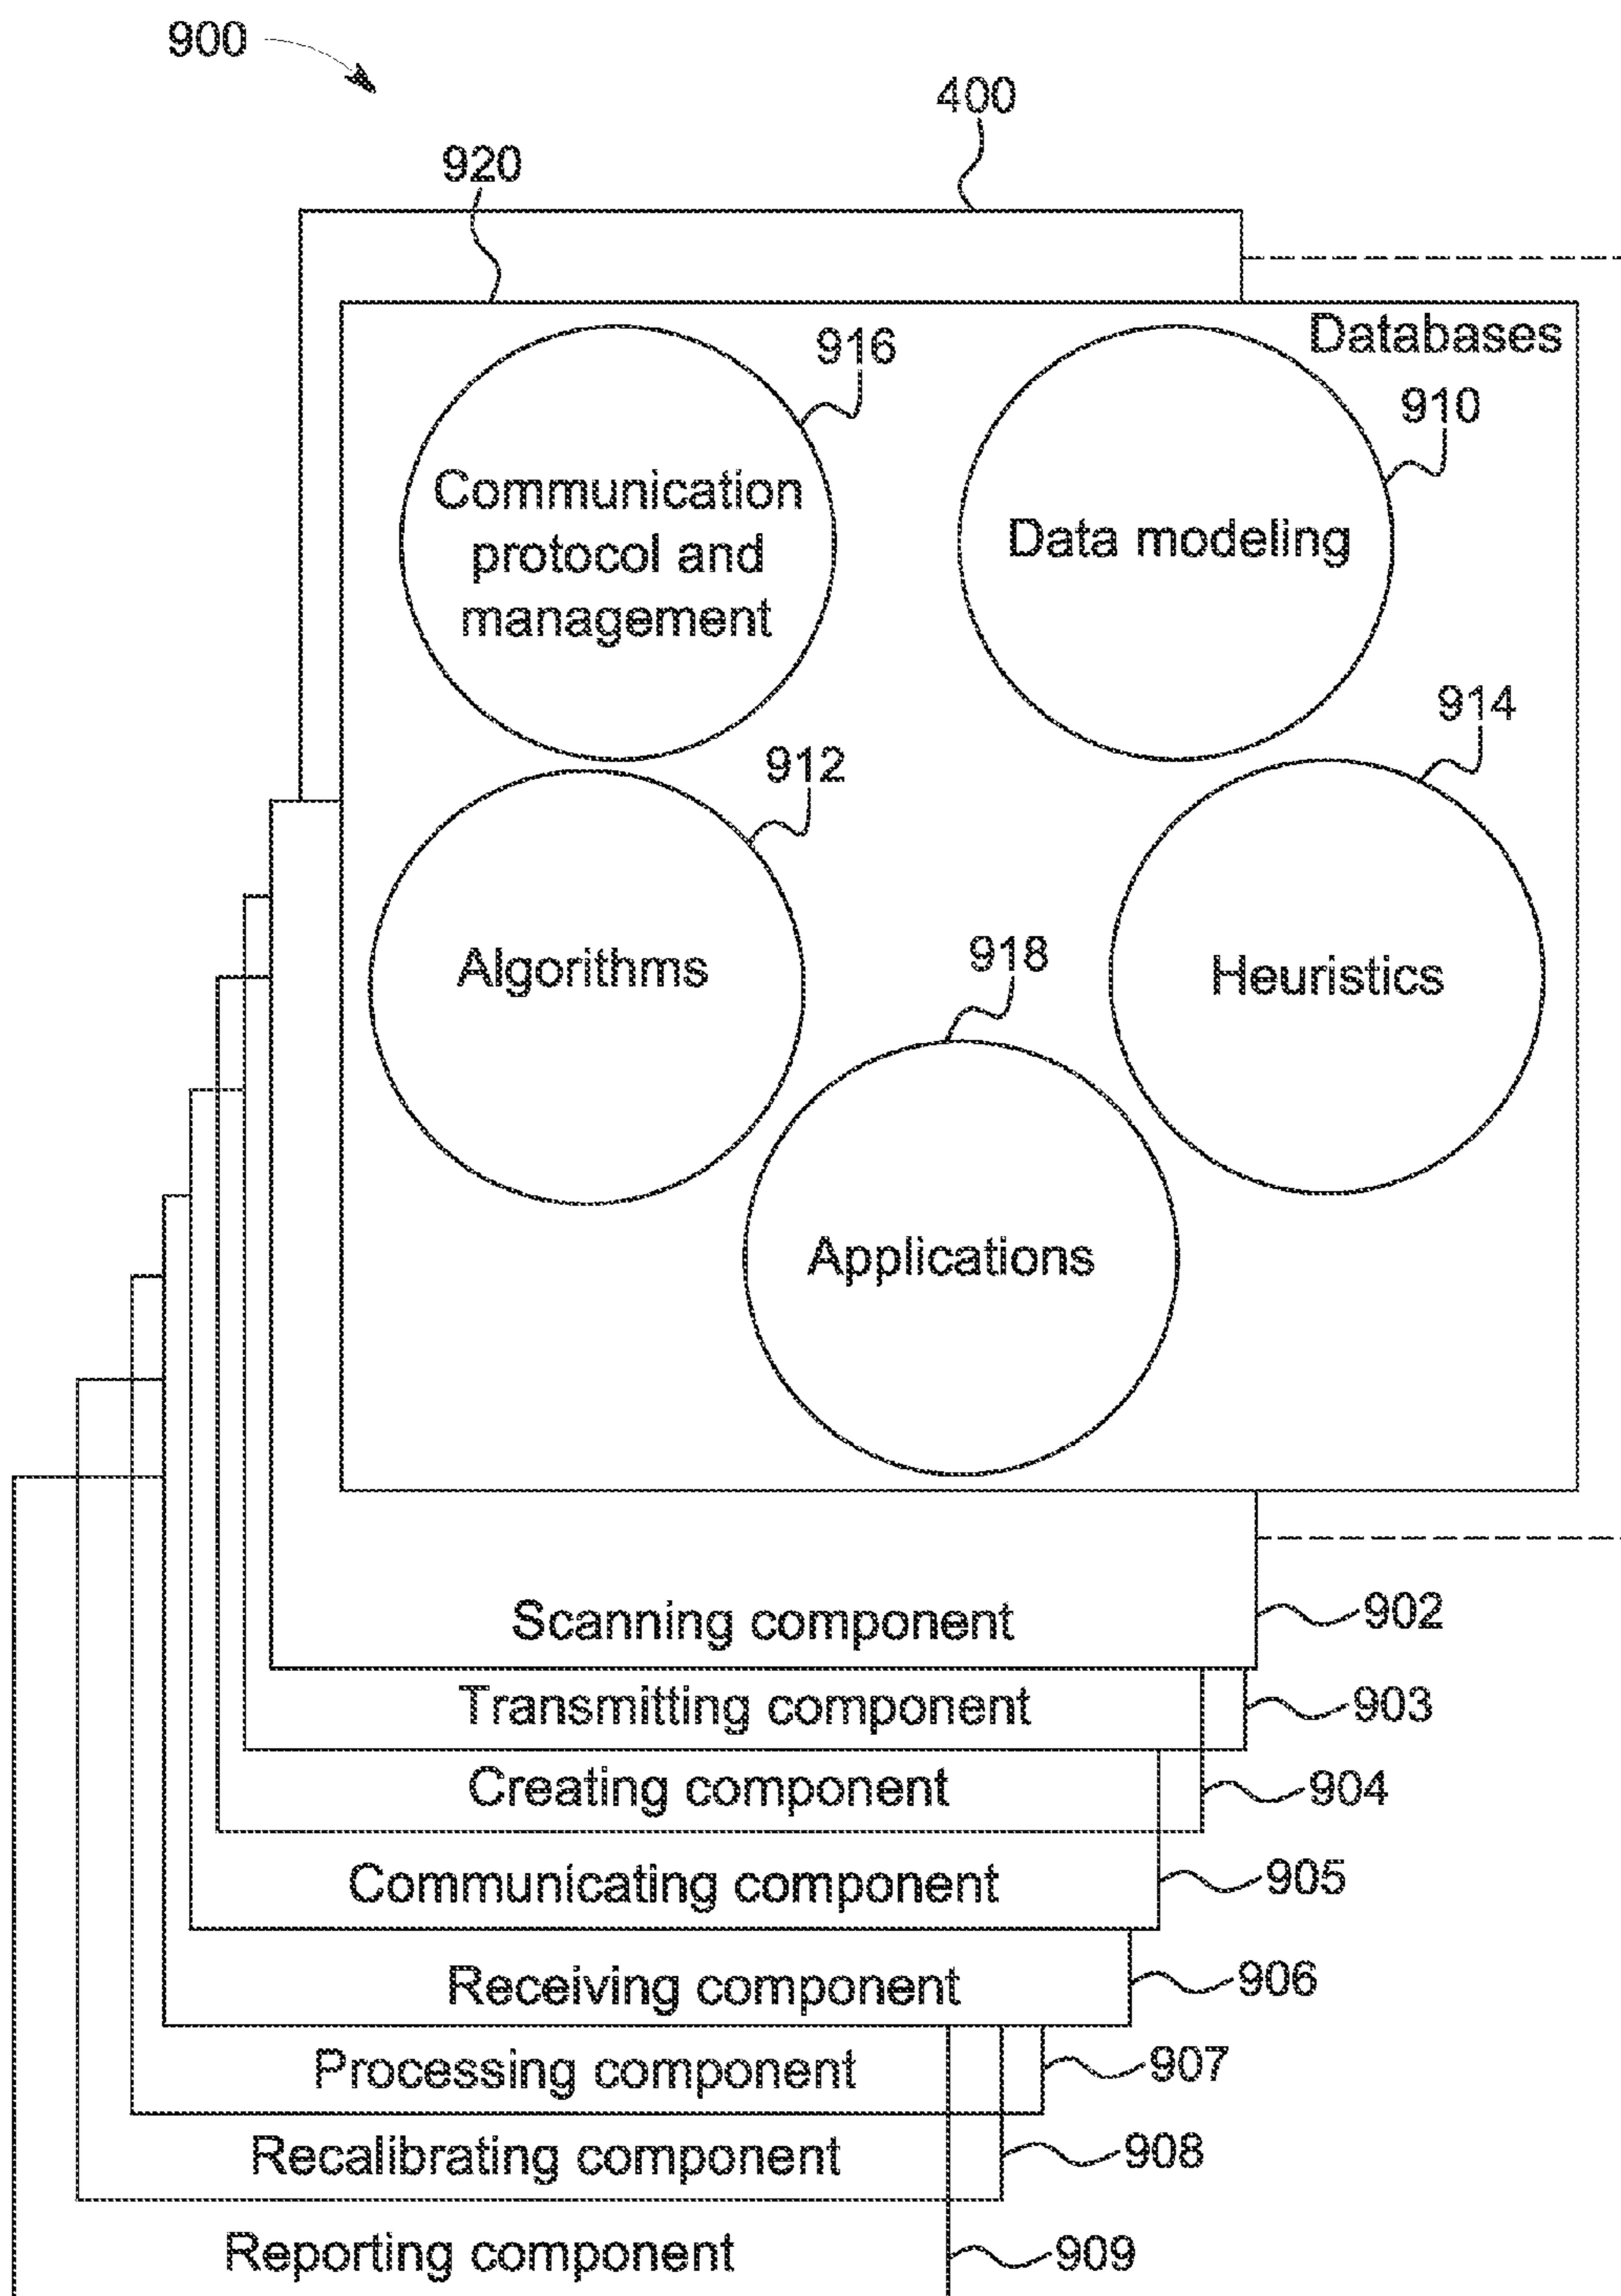 900
400
920
Databases
916
910
Communication
protocol and
management
Data modeling
914
912
918
Algorithms
Heuristics
Applications
Scanning component
902
Transmitting component
903
Creating component
904
Communicating component
905
Receiving component
906
Processing component
907
Recalibrating component
908
Reporting component
909